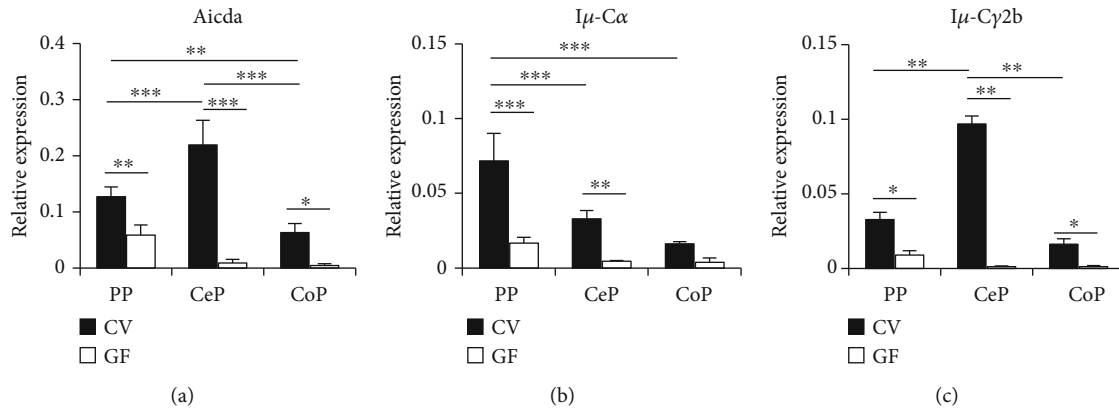 Aicda
Relative expression
0.4
0.3
0.2
0.1
0
**
***
***
***
**
*
PP CeP CoP
CV
GF
(a)
Iμ-Cα
Relative expression
0.15
0.1
0.05
0
***
***
***
**
PP CeP CoP
CV
GF
(b)
Iμ-Cγ2b
Relative expression
0.15
0.1
0.05
0
**
**
**
*
*
PP CeP CoP
CV
GF
(c)